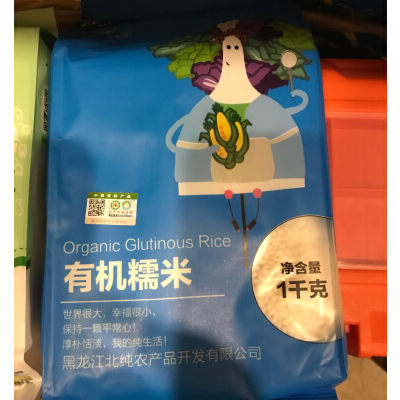 Organic Glutinous Rice
有机糯米
净含量
1千克
世界很大，幸福很小，
保持一颗平常心！
淳朴恬淡，我的纯生活！
黑龙江北纯农产品开发有限公司